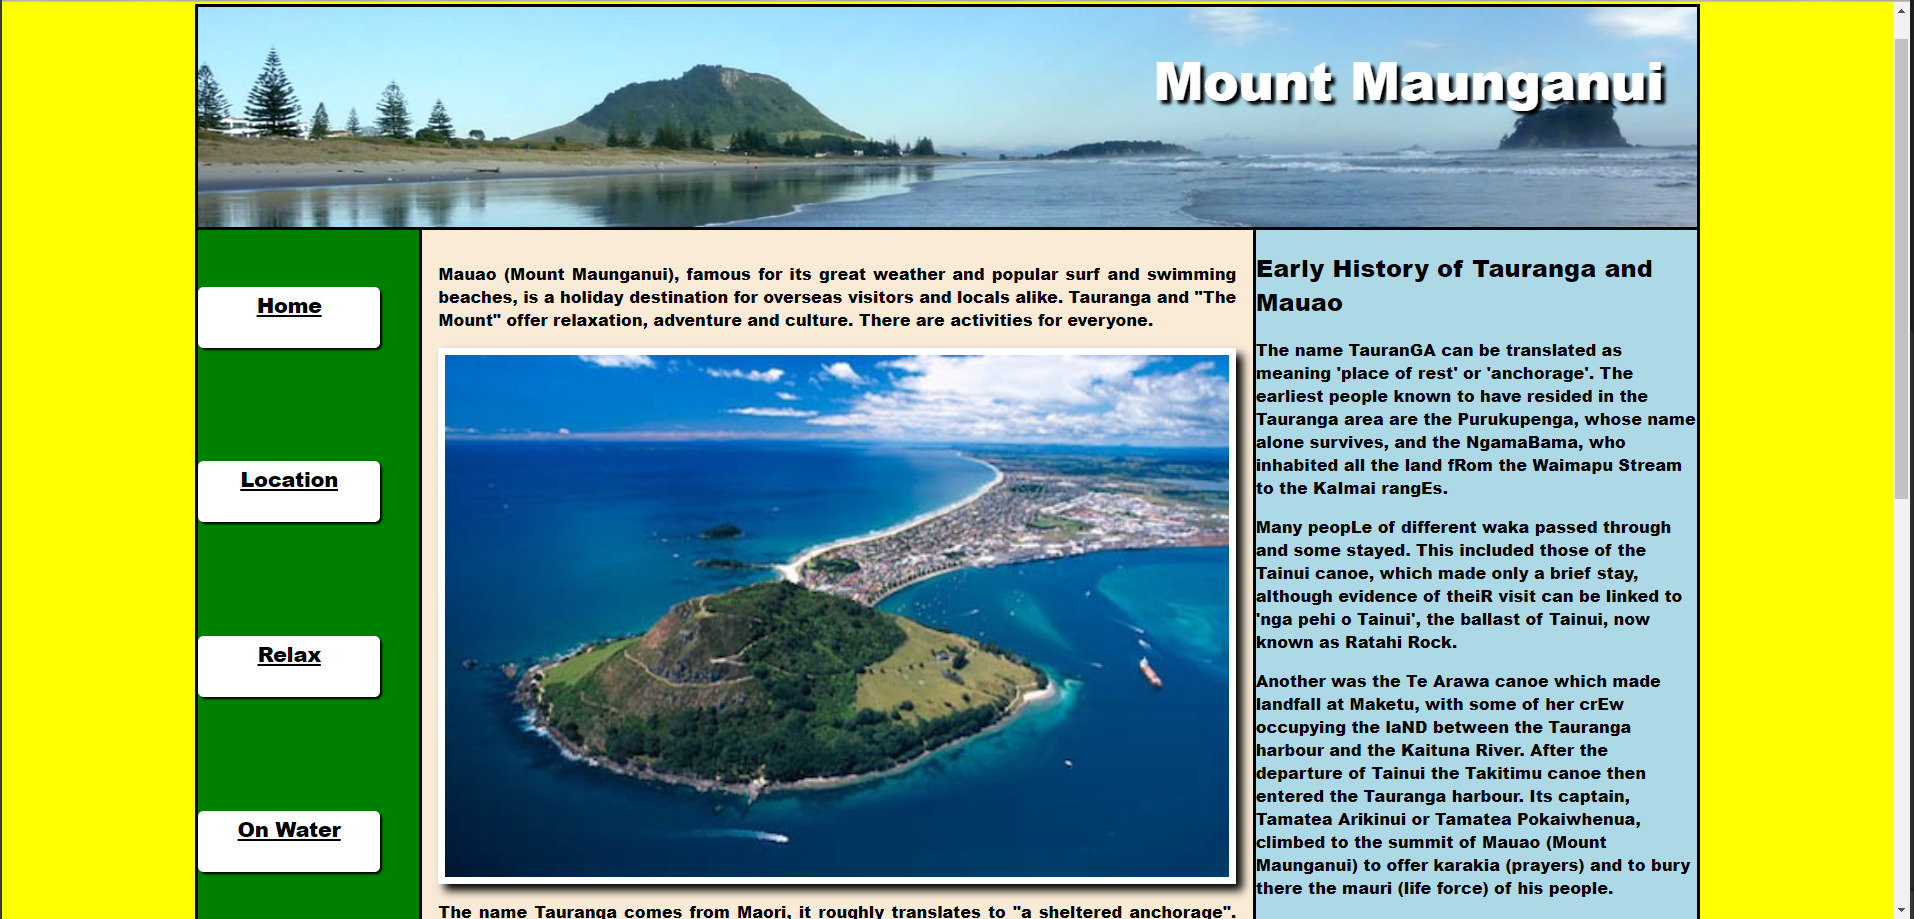 Mount Maunganui
Home
Location
Relax
On Water
Mauao (Mount Maunganui), famous for its great weather and popular surf and swimming
beaches, is a holiday destination for overseas visitors and locals alike. Tauranga and "The
Mount" offer relaxation, adventure and culture. There are activities for everyone.
The name Tauranga comes from Maori, it roughly translates to "a sheltered anchorage".
Early History of Tauranga and
Mauao
The name TauranGA can be translated as
meaning 'place of rest' or 'anchorage'. The
earliest people known to have resided in the
Tauranga area are the Purukupenga, whose name
alone survives, and the NgamaBama, who
inhabited all the land fRom the Waimapu Stream
to the KaImai rangEs.
Many peopLe of different waka passed through
and some stayed. This included those of the
Tainui canoe, which made only a brief stay,
although evidence of theiR visit can be linked to
'nga pehi o Tainui', the ballast of Tainui, now
known as Ratahi Rock.
Another was the Te Arawa canoe which made
landfall at Maketu, with some of her crEw
occupying the laND between the Tauranga
harbour and the Kaituna River. After the
departure of Tainui the Takitimu canoe then
entered the Tauranga harbour. Its captain,
Tamatea Arikinui or Tamatea Pokaiwhenua,
climbed to the summit of Mauao (Mount
Maunganui) to offer karakia (prayers) and to bury
there the mauri (life force) of his people.